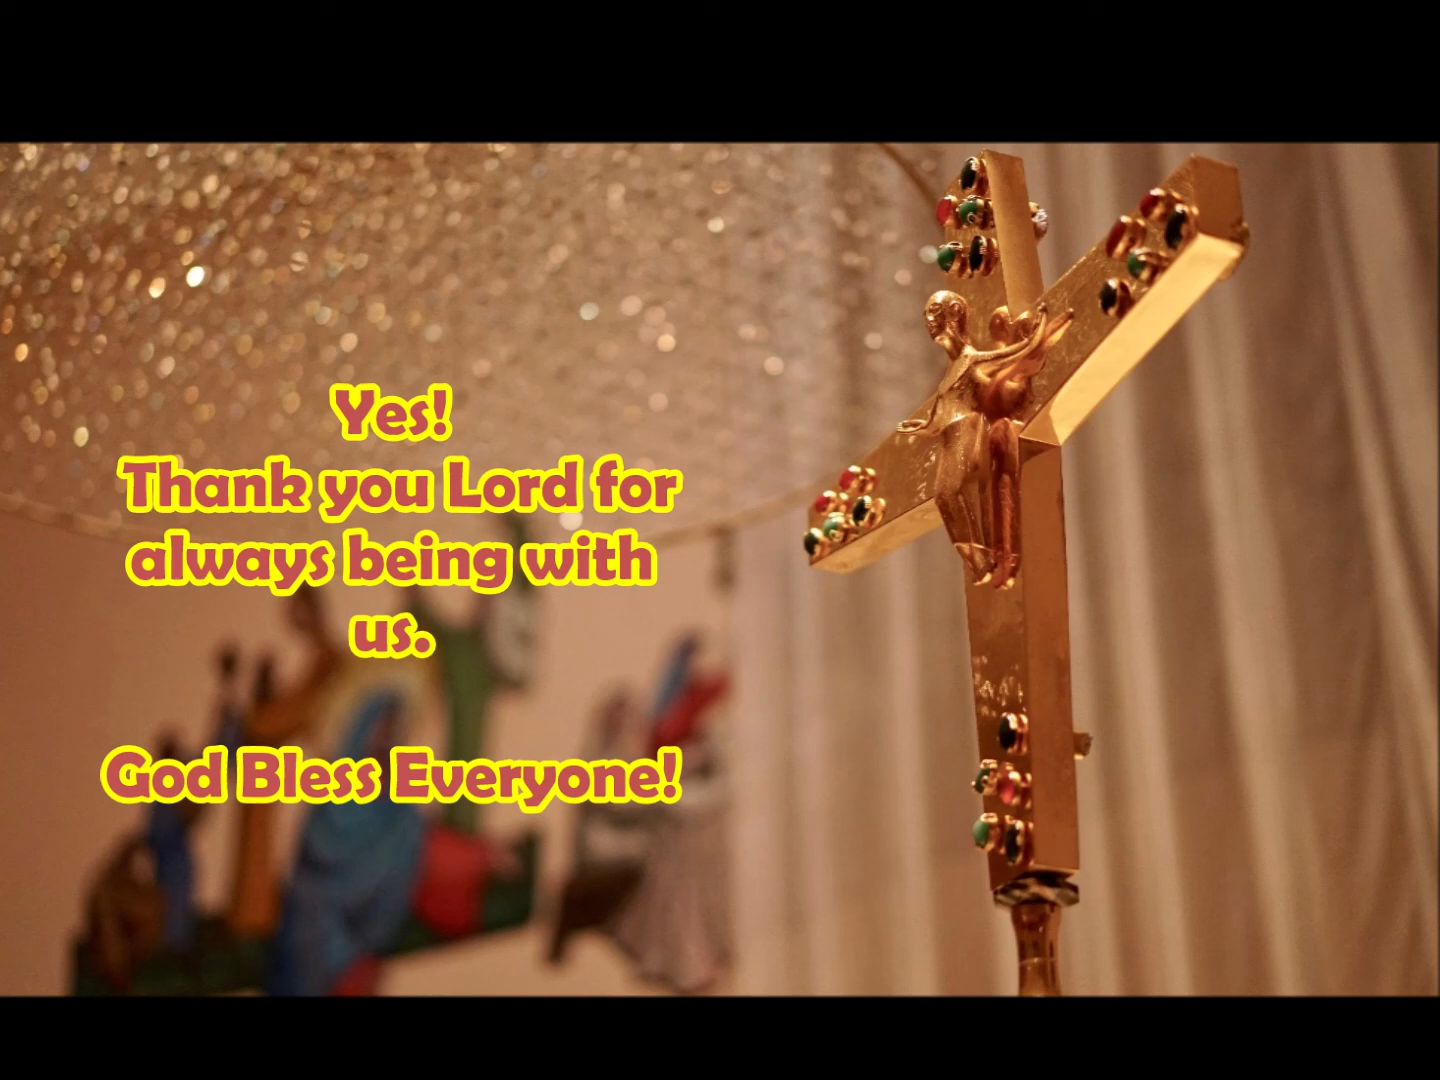 Yes!
Thank you Lord for
always being with
us.
God Bless Everyone!